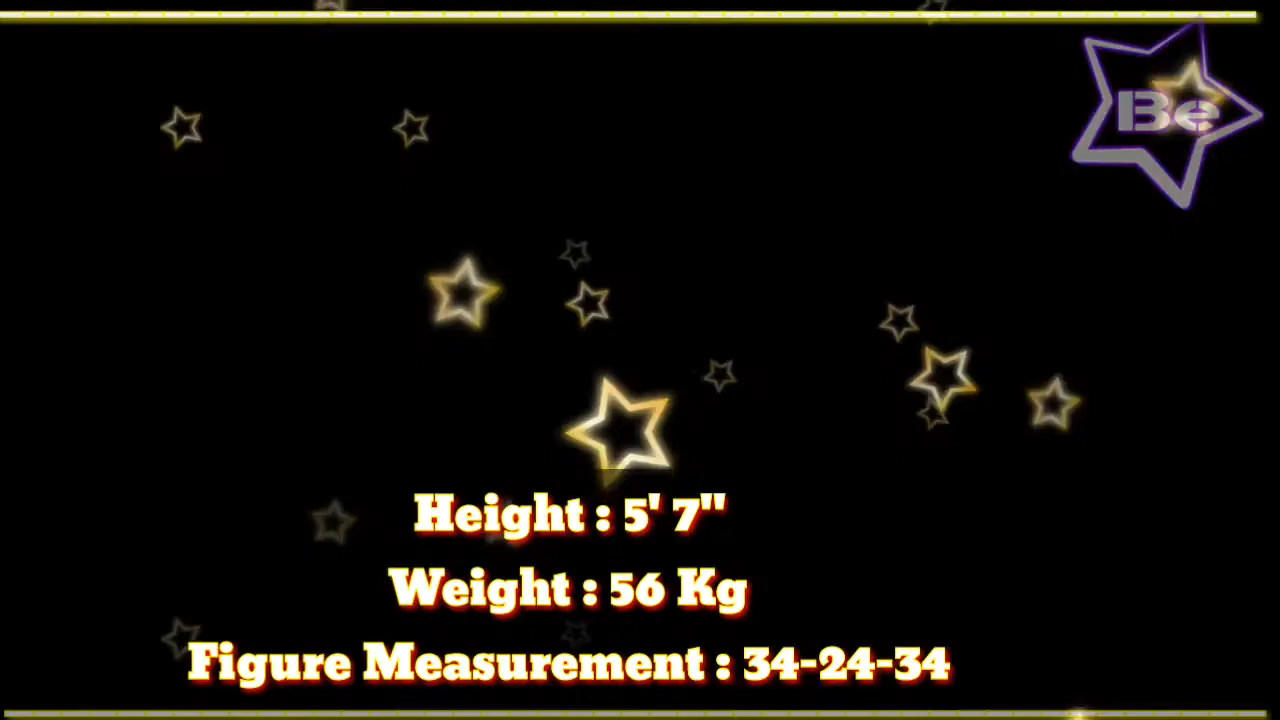 Be
Height : 5' 7"
Weight : 56 Kg
Figure Measurement : 34-24-34